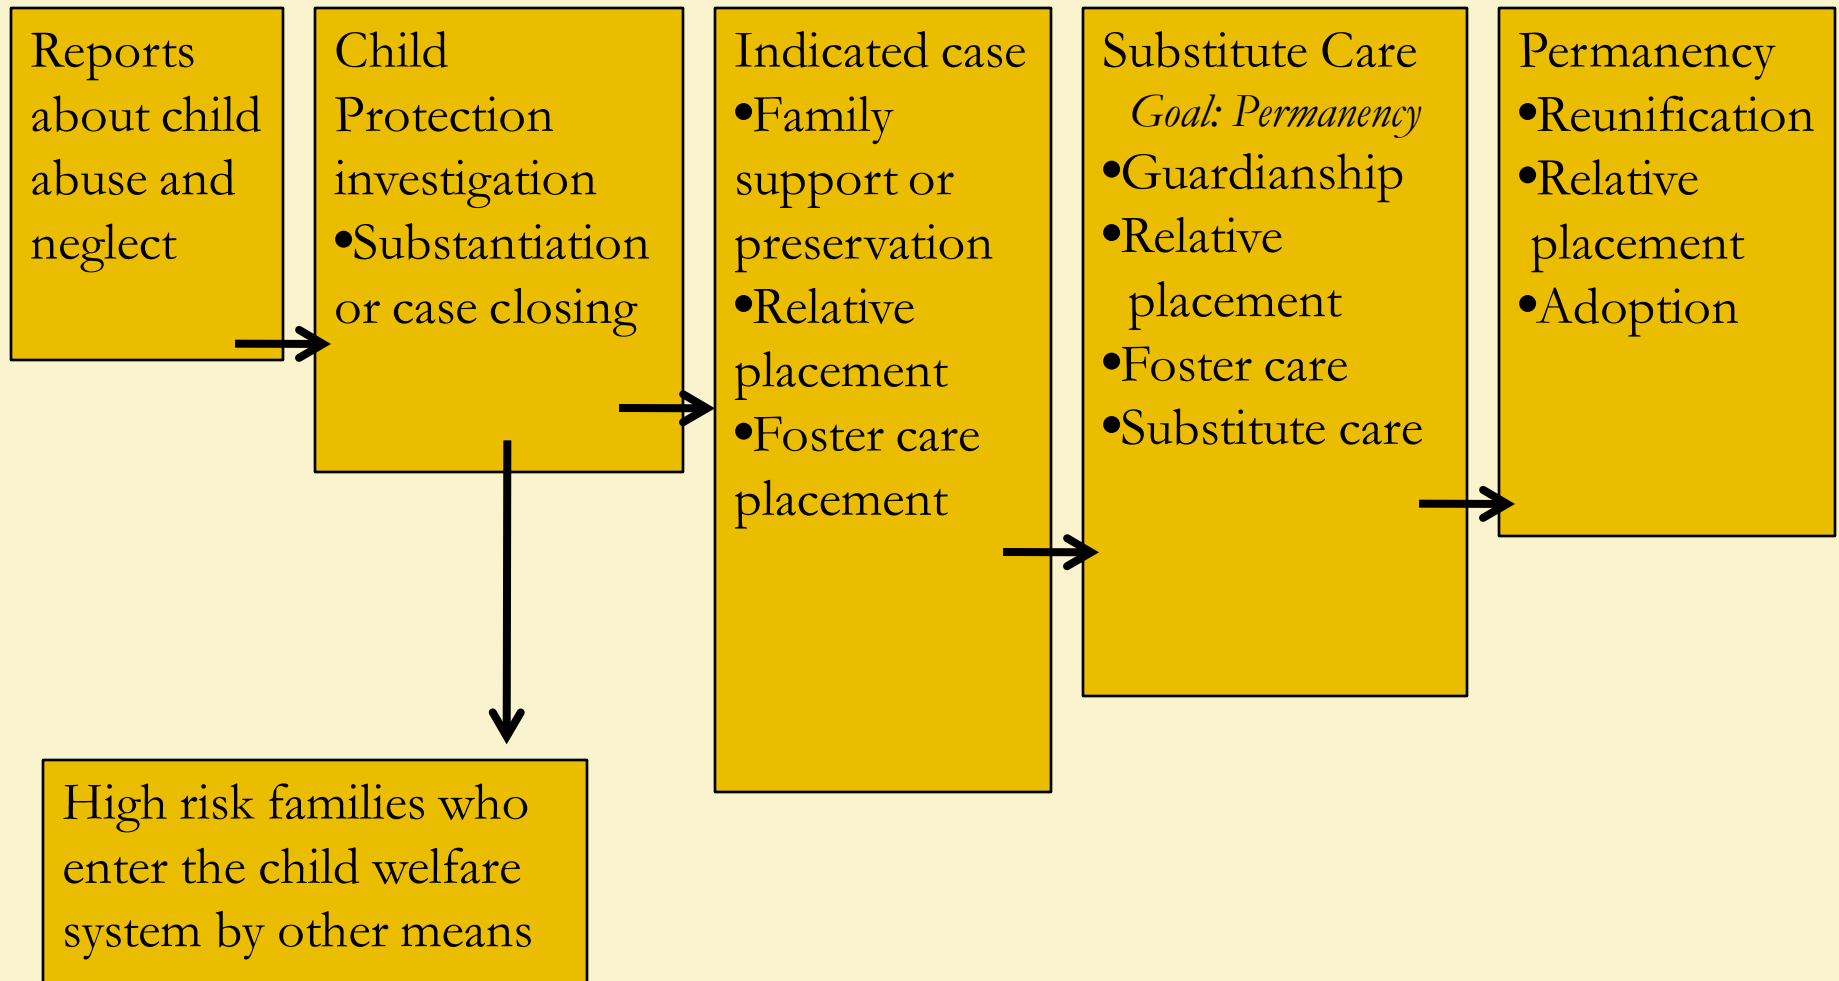 Reports
about child
abuse and
neglect
Child
Protection
investigation
•Substantiation
or case closing
Indicated case
•Family
support or
preservation
•Relative
placement
•Foster care
placement
Substitute Care
Goal: Permanency
•Guardianship
•Relative
placement
•Foster care
•Substitute care
Permanency
•Reunification
•Relative
placement
•Adoption
High risk families who
enter the child welfare
system by other means